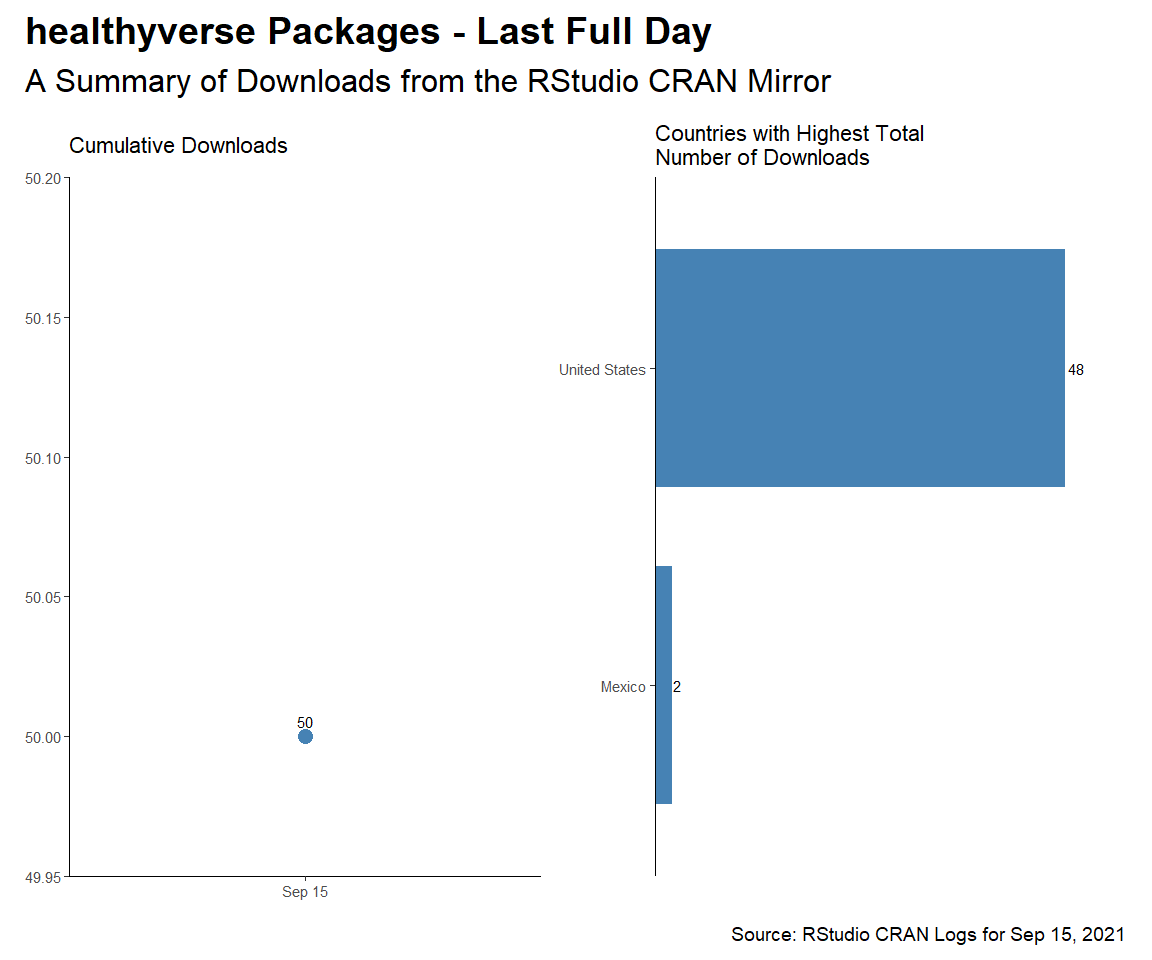 healthyverse Packages - Last Full Day
A Summary of Downloads from the RStudio CRAN Mirror
Cumulative Downloads
50.20
50.15
50.10
50.05
50.00
49.95
50
Sep 15
Countries with Highest Total
Number of Downloads
United States
48
Mexico
2
Source: RStudio CRAN Logs for Sep 15, 2021